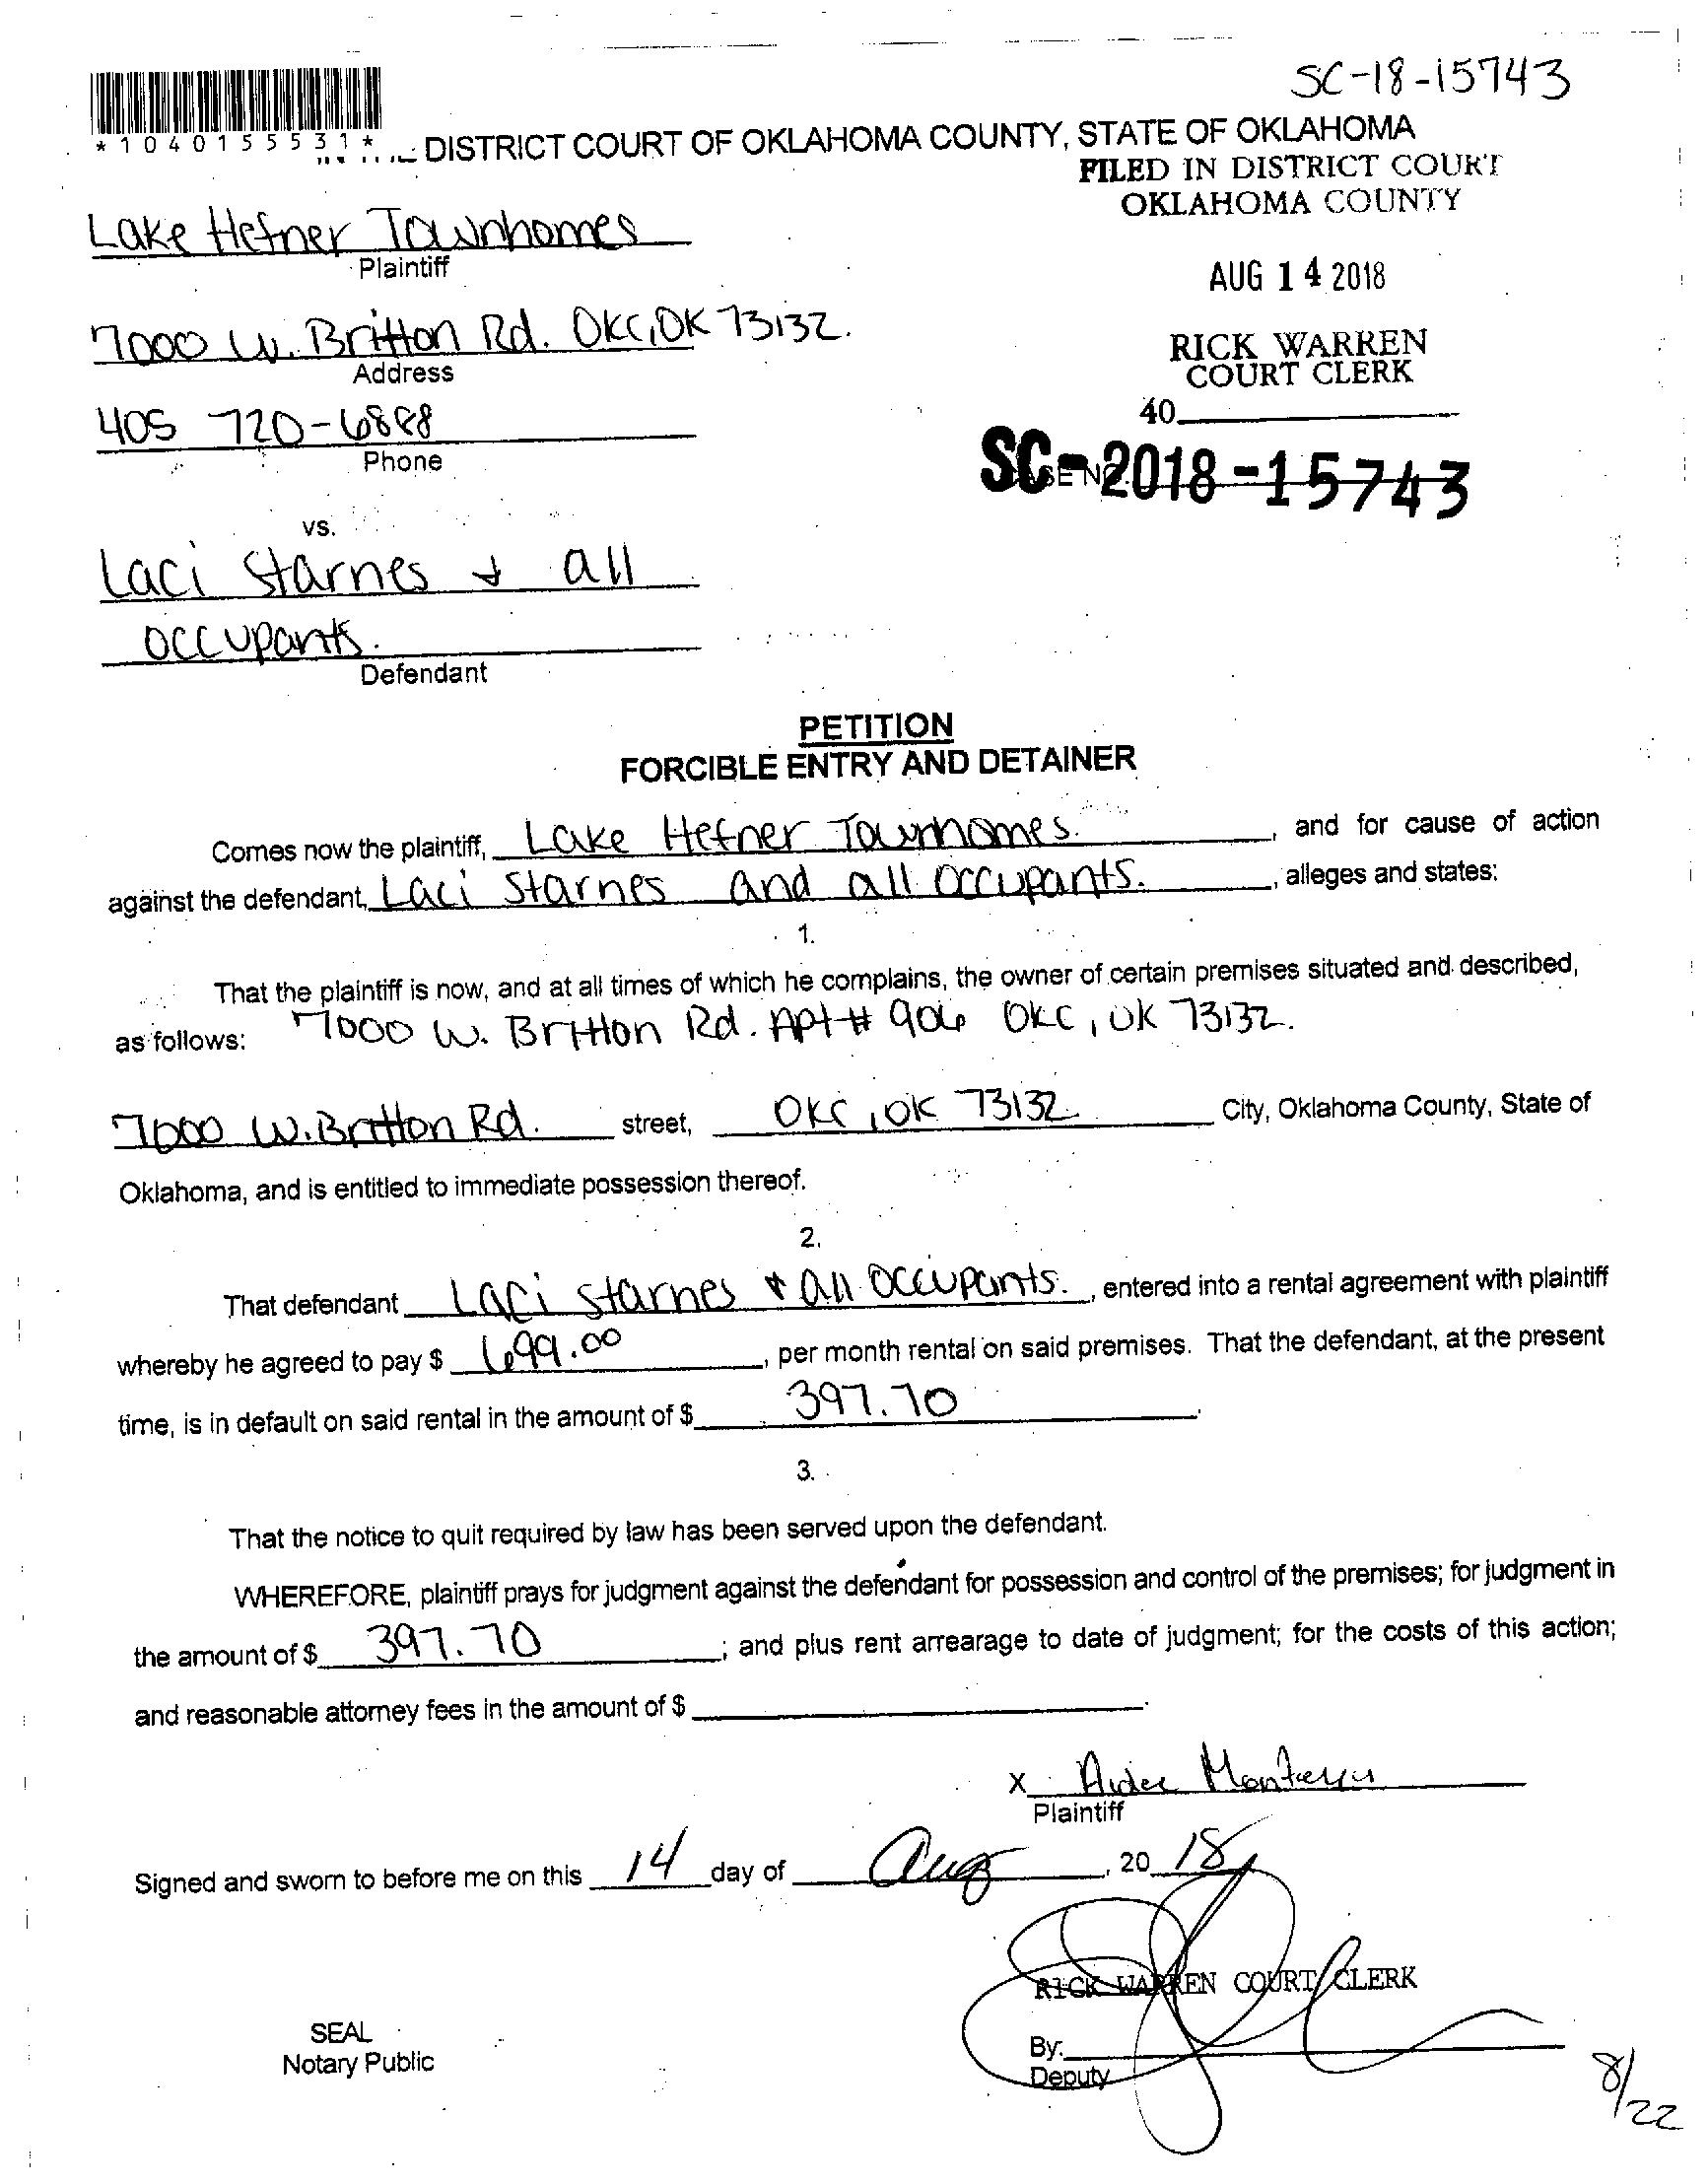 SC-18-15743
*1040155531*
DISTRICT COURT OF OKLAHOMA COUNTY, STATE OF OKLAHOMA
FILED IN DISTRICT COURT
OKLAHOMA COUNTY
Lake Hefner Townhomes
Plaintiff
AUG 14 2018
7000 W. Britton Rd. OKC, OK 73132.
Address
RICK WARREN
COURT CLERK
405 720-6888
Phone
40
SC-2018-15743
vs.
Laci Starnes & all
occupants.
Defendant
PETITION
FORCIBLE ENTRY AND DETAINER
Comes now the plaintiff, Lake Hefner Townhomes. , and for cause of action
against the defendant, Laci Starnes and all occupants. , alleges and states:
1.
That the plaintiff is now, and at all times of which he complains, the owner of certain premises situated and described,
as follows: 7000 W. Britton Rd. Apt # 906 OKC, OK 73132.
7000 W. Britton Rd. street, OKC, OK 73132 City, Oklahoma County, State of
Oklahoma, and is entitled to immediate possession thereof.
2.
That defendant Laci Starnes & all occupants. , entered into a rental agreement with plaintiff
whereby he agreed to pay $ 699.00 , per month rental on said premises. That the defendant, at the present
time, is in default on said rental in the amount of $ 397.70 .
3.
That the notice to quit required by law has been served upon the defendant.
WHEREFORE, plaintiff prays for judgment against the defendant for possession and control of the premises; for judgment in
the amount of $ 397.70 ; and plus rent arrearage to date of judgment; for the costs of this action;
and reasonable attorney fees in the amount of $ .
X
Plaintiff
Signed and sworn to before me on this 14 day of Aug , 20 18
RICK WARREN COURT CLERK
SEAL
Notary Public
By:
Deputy
8/22